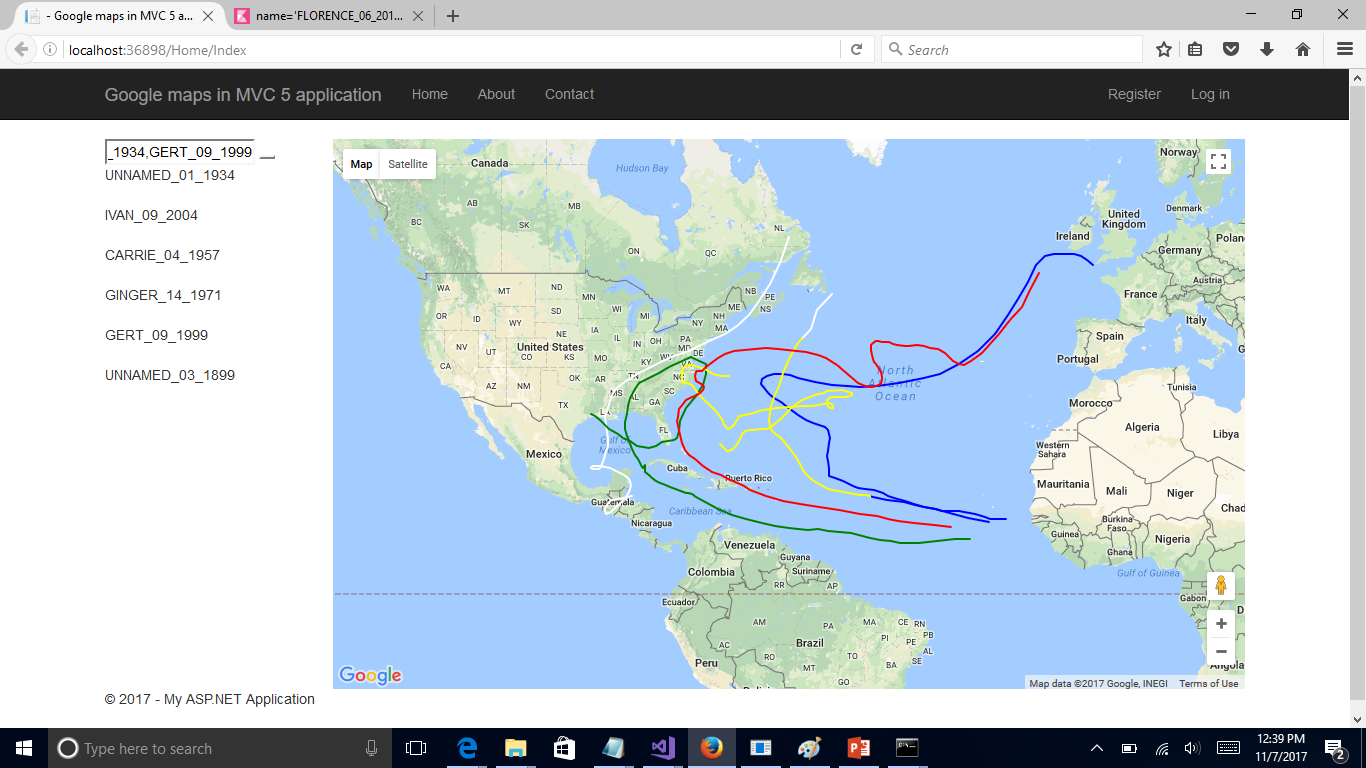 - Google maps in MVC 5 a...
name='FLORENCE_06_201...
localhost:36898/Home/Index
Search
Google maps in MVC 5 application
Home
About
Contact
Register
Log in
_1934,GERT_09_1999
UNNAMED_01_1934
IVAN_09_2004
CARRIE_04_1957
GINGER_14_1971
GERT_09_1999
UNNAMED_03_1899
Map
Satellite
Canada
Hudson Bay
Norway
AB
MB
BC
SK
NL
ON
QC
United
Kingdom
Denmark
Ireland
Polan
Germany
WA
MT
ND
MN
NB
PE
NS
ME
OR
ID
WY
SD
WI
MI
NH
NY
MA
France
Austria
NE
IA
IL
IN
OH
PA
NV
UT
CO
United States
KS
MO
KY
WV
MD
DE
VA
Italy
Spain
Portugal
CA
AZ
NM
OK
AR
TN
NC
SC
MS
AL
GA
TX
LA
FL
North
Atlantic
Ocean
Tunisia
Morocco
Algeria
Libya
Western
Sahara
Gulf of
Mexico
Mexico
Cuba
Puerto Rico
Mauritania
Mali
Niger
Chad
Guatemala
Caribbean Sea
Nicaragua
Burkina
Faso
Guinea
Ghana
Nigeria
Venezuela
Guyana
Suriname
Colombia
RR
AP
Gulf of Guinea
Ecuador
Gabon
AM
PA
MA
CE
RN
PB
PI
PE
AC
TO
AL
SE
Brazil
RO
BA
Peru
MT
GO
Angola
Google
Map data ©2017 Google, INEGI
Terms of Use
© 2017 - My ASP.NET Application
Type here to search
12:39 PM
11/7/2017
2